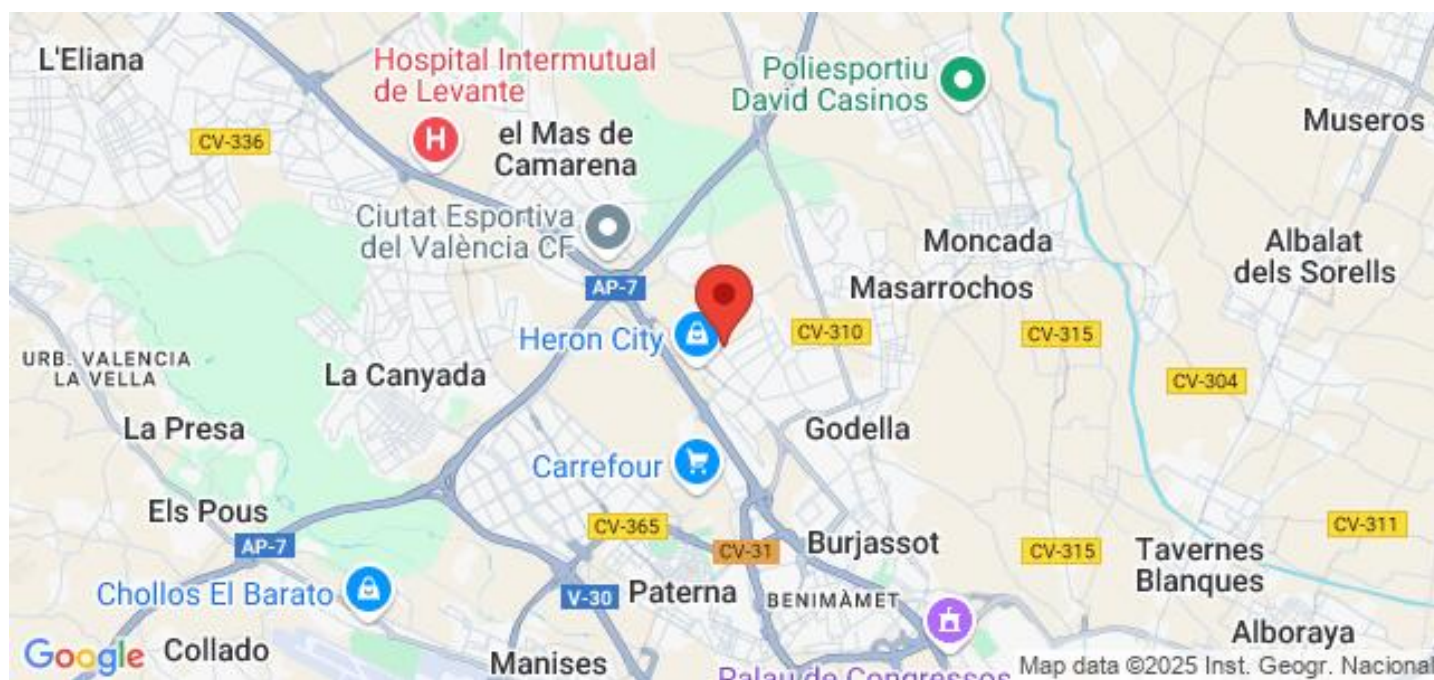 L'Eliana
Hospital Intermutual
de Levante
Poliesportiu
David Casinos
Museros
CV-336
el Mas de
Camarena
Ciutat Esportiva
del València CF
Moncada
Albalat
dels Sorells
AP-7
Masarrochos
Heron City
CV-310
CV-315
URB. VALENCIA
LA VELLA
La Canyada
CV-304
La Presa
Godella
Carrefour
Els Pous
CV-365
CV-311
AP-7
CV-31
Burjassot
CV-315
Tavernes
Blanques
Chollos El Barato
V-30
Paterna
BENIMÀMET
Alboraya
Google
Collado
Manises
Palau de Congressos
Map data ©2025 Inst. Geogr. Nacional